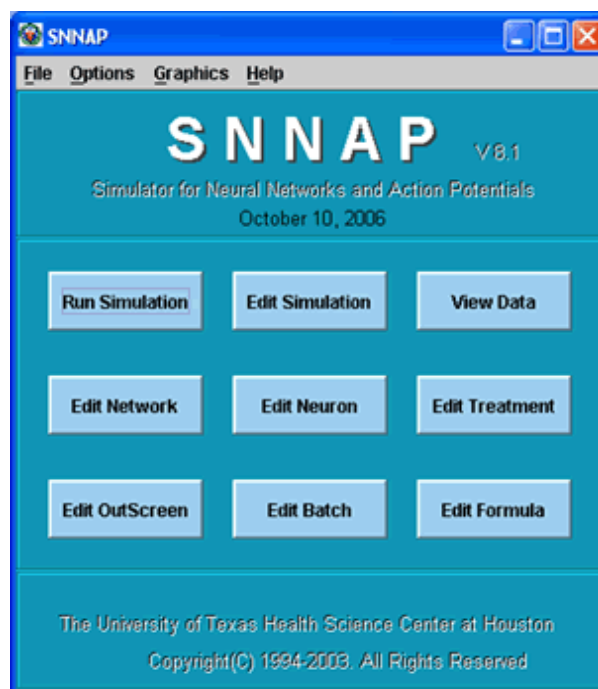 SNNAP
File Options Graphics Help
SNNAP V 8.1
Simulator for Neural Networks and Action Potentials
October 10, 2006
Run Simulation Edit Simulation View Data
Edit Network Edit Neuron Edit Treatment
Edit OutScreen Edit Batch Edit Formula
The University of Texas Health Science Center at Houston
Copyright(C) 1994-2003. All Rights Reserved